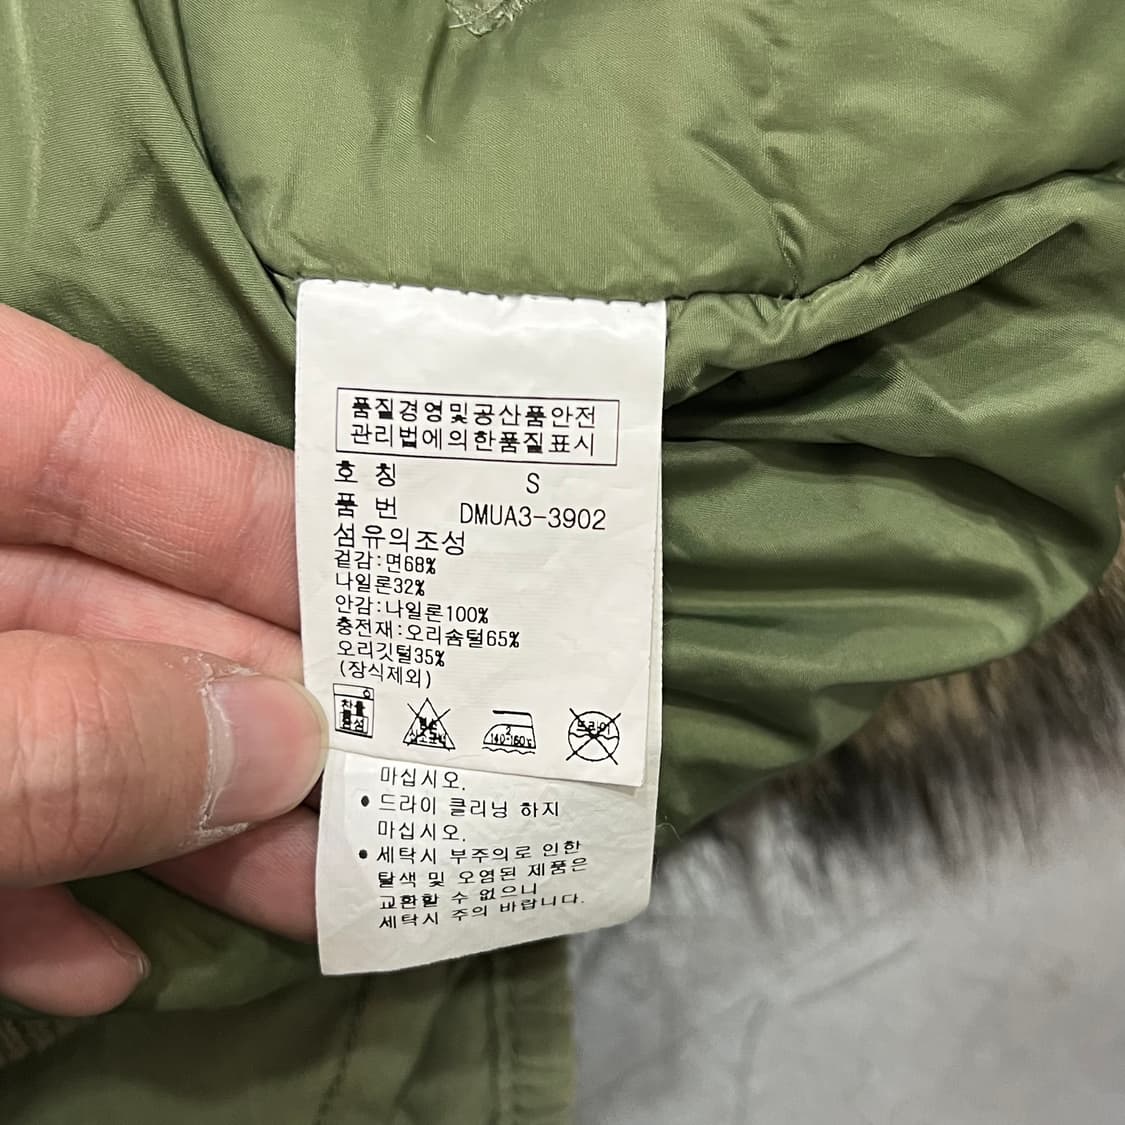 품질경영및공산품안전
관리법에의한품질표시
호 칭 S
품 번 DMUA3-3902
섬유의조성
겉감:면68%
나일론32%
안감:나일론100%
충전재:오리솜털65%
오리깃털35%
(장식제외)
140-160℃
드라이
마십시오.
• 드라이 클리닝 하지
마십시오.
• 세탁시 부주의로 인한
탈색 및 오염된 제품은
교환할 수 없으니
세탁시 주의 바랍니다.